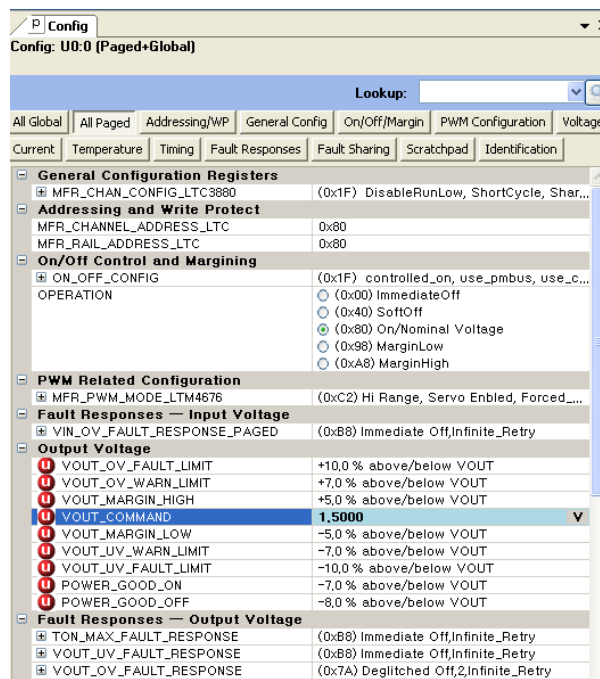 P Config
Config: U0:0 (Paged+Global)
Lookup:
All Global All Paged Addressing/WP General Config On/Off/Margin PWM Configuration Voltage
Current Temperature Timing Fault Responses Fault Sharing Scratchpad Identification
General Configuration Registers
MFR_CHAN_CONFIG_LTC3880 (0x1F) DisableRunLow, ShortCycle, Shar...
Addressing and Write Protect
MFR_CHANNEL_ADDRESS_LTC 0x80
MFR_RAIL_ADDRESS_LTC 0x80
On/Off Control and Margining
ON_OFF_CONFIG (0x1F) controlled_on, use_pmbus, use_c...
OPERATION (0x00) ImmediateOff
(0x40) SoftOff
(0x80) On/Nominal Voltage
(0x98) MarginLow
(0xA8) MarginHigh
PWM Related Configuration
MFR_PWM_MODE_LTM4676 (0xC2) Hi Range, Servo Enbled, Forced_...
Fault Responses — Input Voltage
VIN_OV_FAULT_RESPONSE_PAGED (0xB8) Immediate Off,Infinite_Retry
Output Voltage
U VOUT_OV_FAULT_LIMIT +10,0 % above/below VOUT
U VOUT_OV_WARN_LIMIT +7,0 % above/below VOUT
U VOUT_MARGIN_HIGH +5,0 % above/below VOUT
U VOUT_COMMAND 1,5000 V
U VOUT_MARGIN_LOW -5,0 % above/below VOUT
U VOUT_UV_WARN_LIMIT -7,0 % above/below VOUT
U VOUT_UV_FAULT_LIMIT -10,0 % above/below VOUT
U POWER_GOOD_ON -7,0 % above/below VOUT
U POWER_GOOD_OFF -8,0 % above/below VOUT
Fault Responses — Output Voltage
TON_MAX_FAULT_RESPONSE (0xB8) Immediate Off,Infinite_Retry
VOUT_UV_FAULT_RESPONSE (0xB8) Immediate Off,Infinite_Retry
VOUT_OV_FAULT_RESPONSE (0x7A) Deglitched Off,2,Infinite_Retry